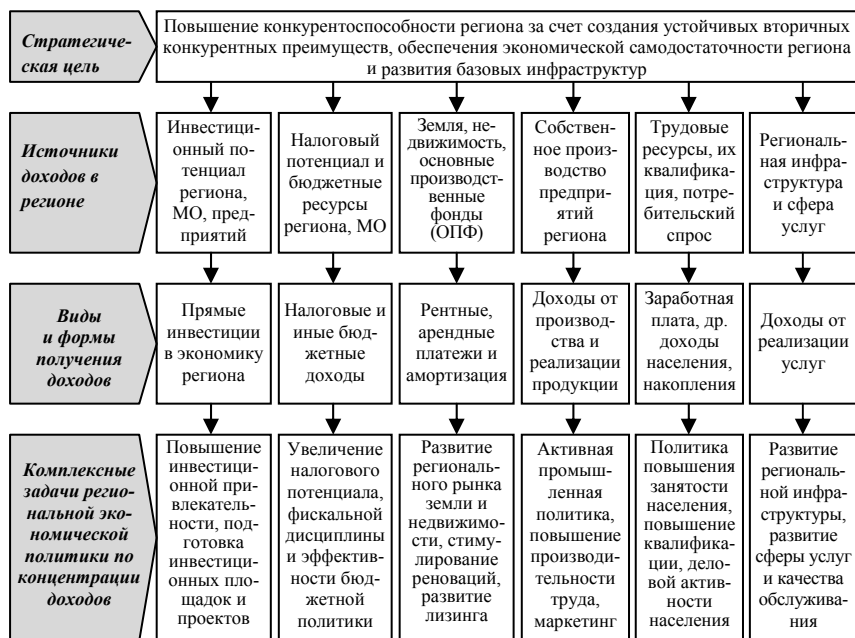 Стратегиче-
ская цель
Повышение конкурентоспособности региона за счет создания устойчивых вторичных
конкурентных преимуществ, обеспечения экономической самодостаточности региона
и развития базовых инфраструктур
Источники
доходов в
регионе
Инвестици-
онный по-
тенциал
региона,
МО, пред-
приятий
Налоговый
потенциал и
бюджетные
ресурсы
региона, МО
Земля, не-
движимость,
основные
производст-
венные
фонды
(ОПФ)
Собствен-
ное произ-
водство
предпри-
ятий
региона
Трудовые
ресурсы, их
квалифика-
ция, потре-
бительский
спрос
Региональ-
ная инфра-
структура
и сфера
услуг
Виды
и формы
получения
доходов
Прямые
инвестиции
в экономику
региона
Налоговые и
иные бюд-
жетные
доходы
Рентные,
арендные
платежи и
амортизация
Доходы от
производ-
ства и
реализации
продукции
Заработная
плата, др.
доходы
населения,
накопления
Доходы от
реализации
услуг
Комплексные
задачи регио-
нальной эко-
номической
политики по
концентрации
доходов
Повышение
инвестици-
онной при-
влекатель-
ности, под-
готовка
инвестици-
онных пло-
щадок и
проектов
Увеличение
налогового
потенциала,
фискальной
дисциплины
и эффектив-
ности бюд-
жетной
политики
Развитие
регионально-
го рынка
земли и
недвижимо-
сти, стиму-
лирование
реноваций,
развитие
лизинга
Активная
промыш-
ленная
политика,
повышение
производи-
тельности
труда,
маркетинг
Политика
повышения
занятости
населения,
повышение
квалифика-
ции, дело-
вой актив-
ности
населения
Развитие
региональ-
ной инфра-
структуры,
развитие
сферы услуг
и качества
обслужива-
ния